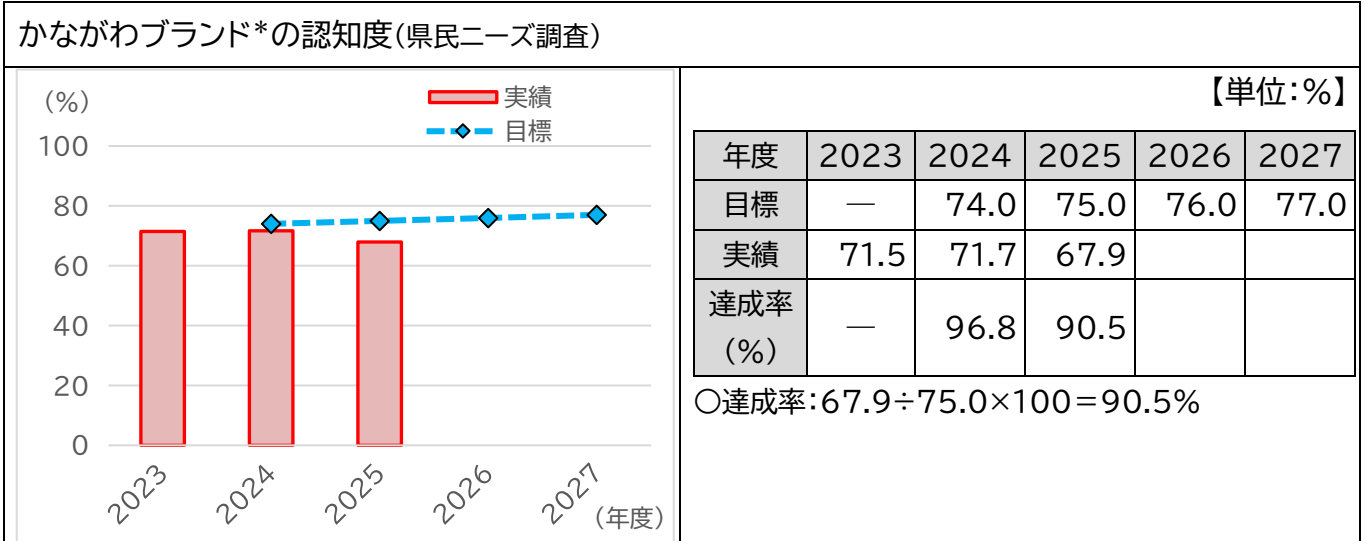 かながわブランド*の認知度(県民ニーズ調査)
(%)
実績
目標
100
80
60
40
20
0
2023
2024
2025
2026
2027
(年度)
【単位:%】
年度 2023 2024 2025 2026 2027
目標 ― 74.0 75.0 76.0 77.0
実績 71.5 71.7 67.9
達成率
(%) ― 96.8 90.5
○達成率:67.9÷75.0×100=90.5%